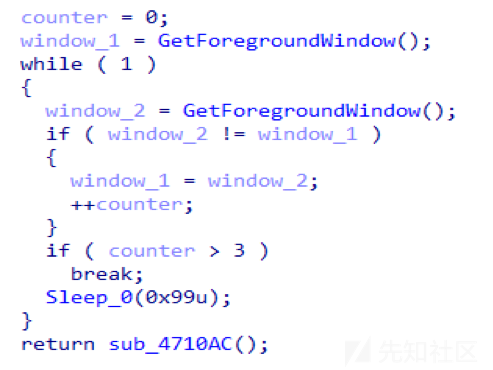 counter = 0;
window_1 = GetForegroundWindow();
while ( 1 )
{
window_2 = GetForegroundWindow();
if ( window_2 != window_1 )
{
window_1 = window_2;
++counter;
}
if ( counter > 3 )
break;
Sleep_0(0x99u);
}
return sub_4710AC();
先知社区